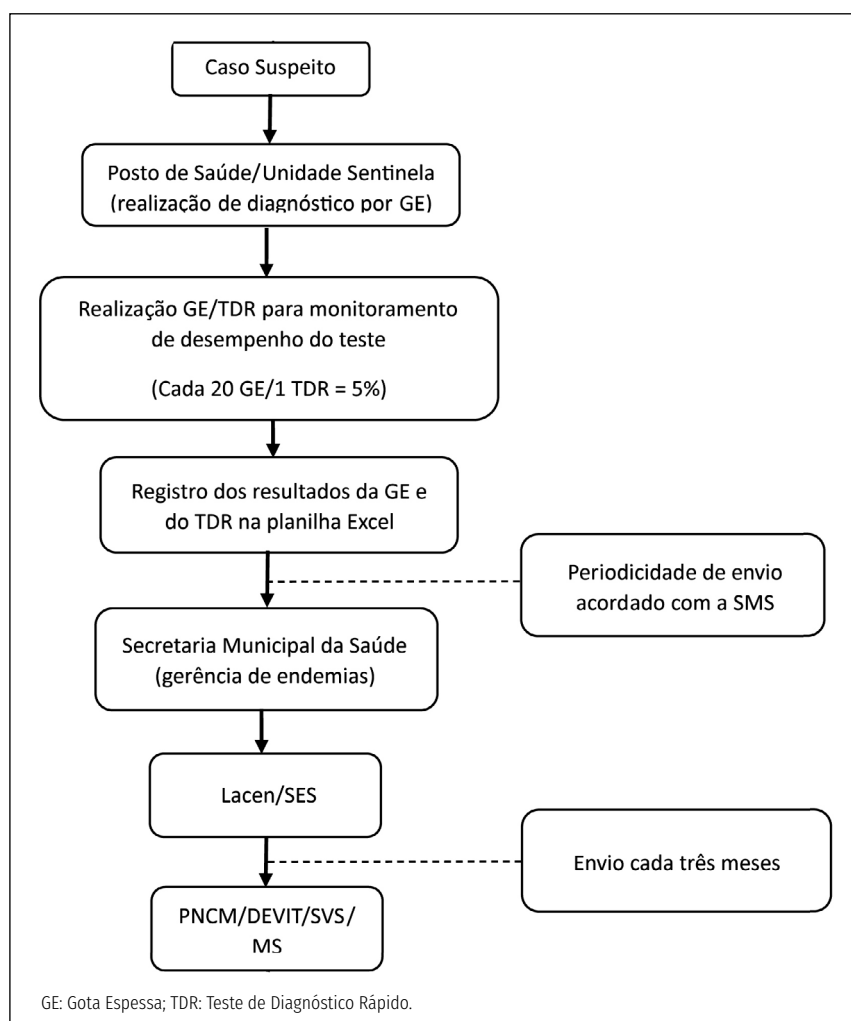 Caso Suspeito
Posto de Saúde/Unidade Sentinela
(realização de diagnóstico por GE)
Realização GE/TDR para monitoramento
de desempenho do teste
(Cada 20 GE/1 TDR = 5%)
Registro dos resultados da GE e
do TDR na planilha Excel
Periodicidade de envio
acordado com a SMS
Secretaria Municipal da Saúde
(gerência de endemias)
Lacen/SES
Envio cada três meses
PNCM/DEVIT/SVS/
MS
GE: Gota Espessa; TDR: Teste de Diagnóstico Rápido.